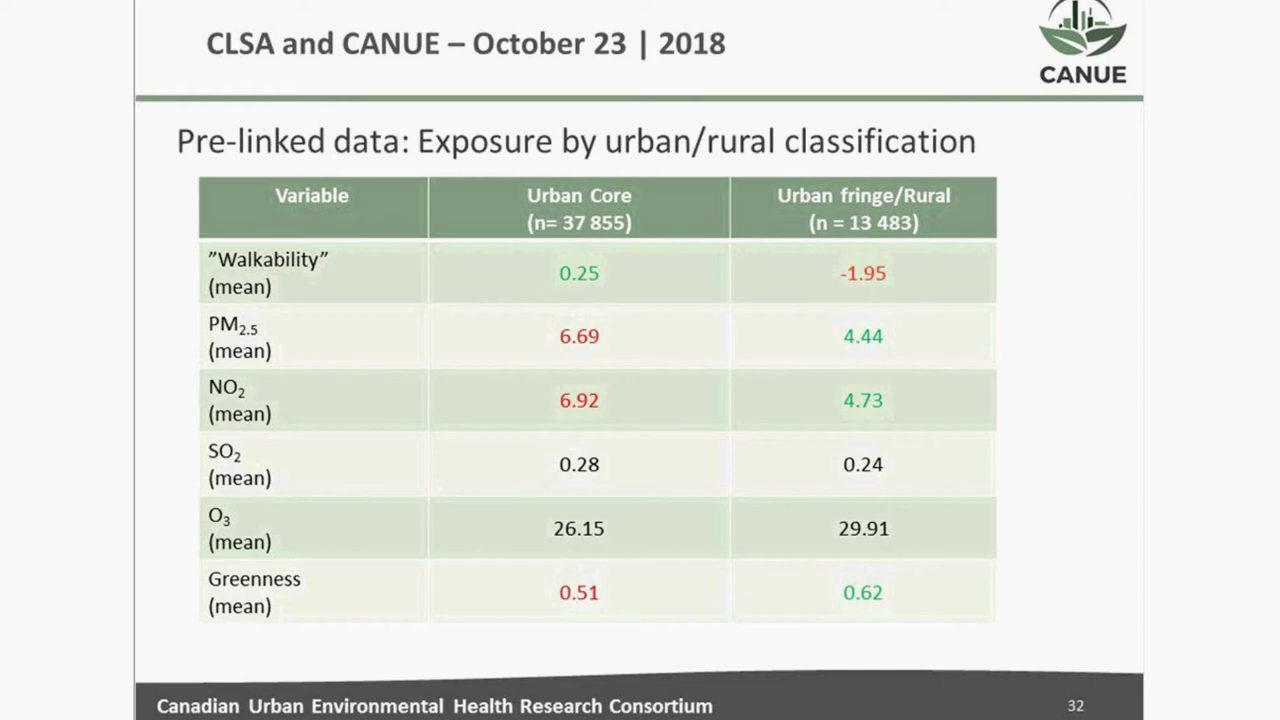 CLSA and CANUE – October 23 | 2018
CANUE
Pre-linked data: Exposure by urban/rural classification
Variable
Urban Core
(n= 37 855)
Urban fringe/Rural
(n = 13 483)
”Walkability”
(mean)
0.25
-1.95
PM2.5
(mean)
6.69
4.44
NO2
(mean)
6.92
4.73
SO2
(mean)
0.28
0.24
O3
(mean)
26.15
29.91
Greenness
(mean)
0.51
0.62
Canadian Urban Environmental Health Research Consortium
32